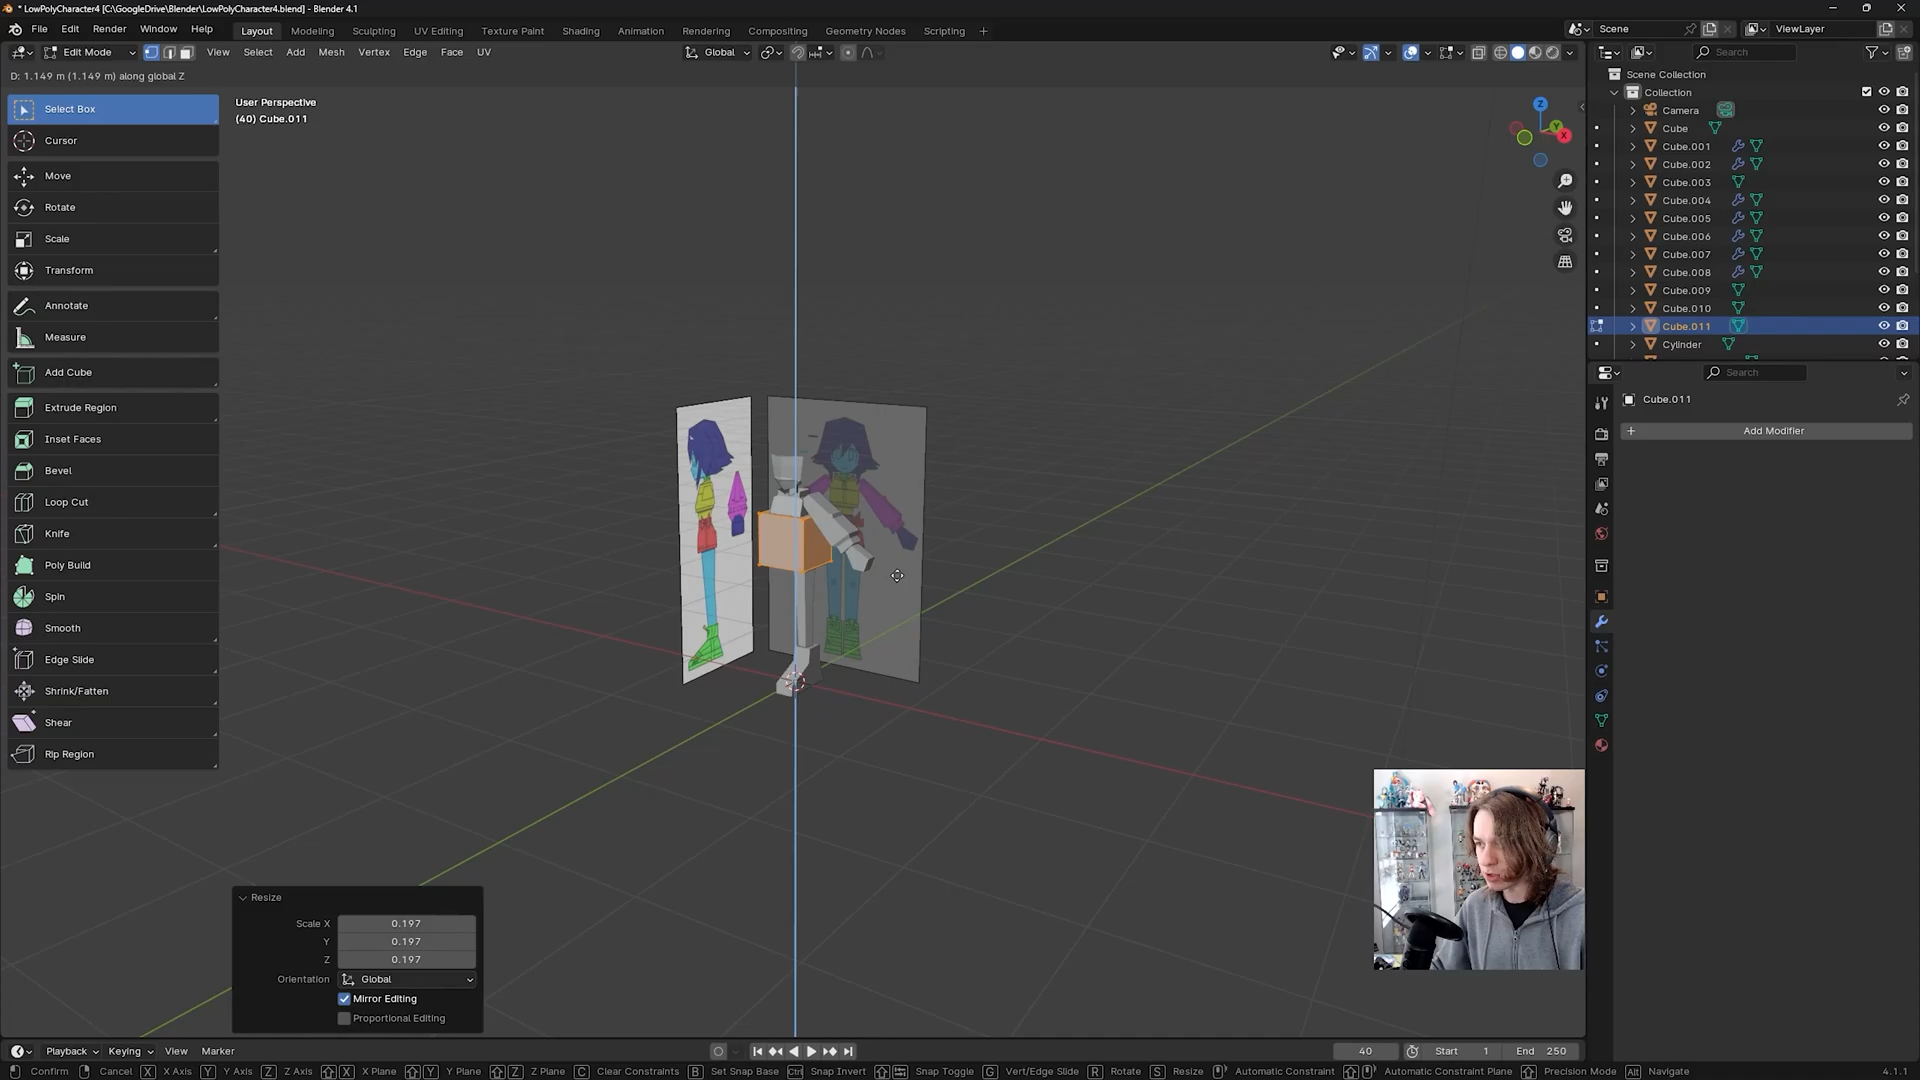 * LowPolyCharacter4 [C:\GoogleDrive\Blender\LowPolyCharacter4.blend] - Blender 4.1
File Edit Render Window Help Layout Modeling Sculpting UV Editing Texture Paint Shading Animation Rendering Compositing Geometry Nodes Scripting + Scene ViewLayer
Edit Mode View Select Add Mesh Vertex Edge Face UV Global Search
D: 1.149 m (1.149 m) along global Z
User Perspective
(40) Cube.011
Select Box
Cursor
Move
Rotate
Scale
Transform
Annotate
Measure
Add Cube
Extrude Region
Inset Faces
Bevel
Loop Cut
Knife
Poly Build
Spin
Smooth
Edge Slide
Shrink/Fatten
Shear
Rip Region
Z
Y
X
Scene Collection
Collection
Camera
Cube
Cube.001
Cube.002
Cube.003
Cube.004
Cube.005
Cube.006
Cube.007
Cube.008
Cube.009
Cube.010
Cube.011
Cylinder
Search
Cube.011
+ Add Modifier
Resize
Scale X 0.197
Y 0.197
Z 0.197
Orientation Global
Mirror Editing
Proportional Editing
Playback Keying View Marker 40 Start 1 End 250
Confirm Cancel X X Axis Y Y Axis Z Z Axis X X Plane Y Y Plane Z Z Plane C Clear Constraints B Set Snap Base Ctrl Snap Invert Snap Toggle G Vert/Edge Slide R Rotate S Resize Automatic Constraint Automatic Constraint Plane Precision Mode Alt Navigate 4.1.1